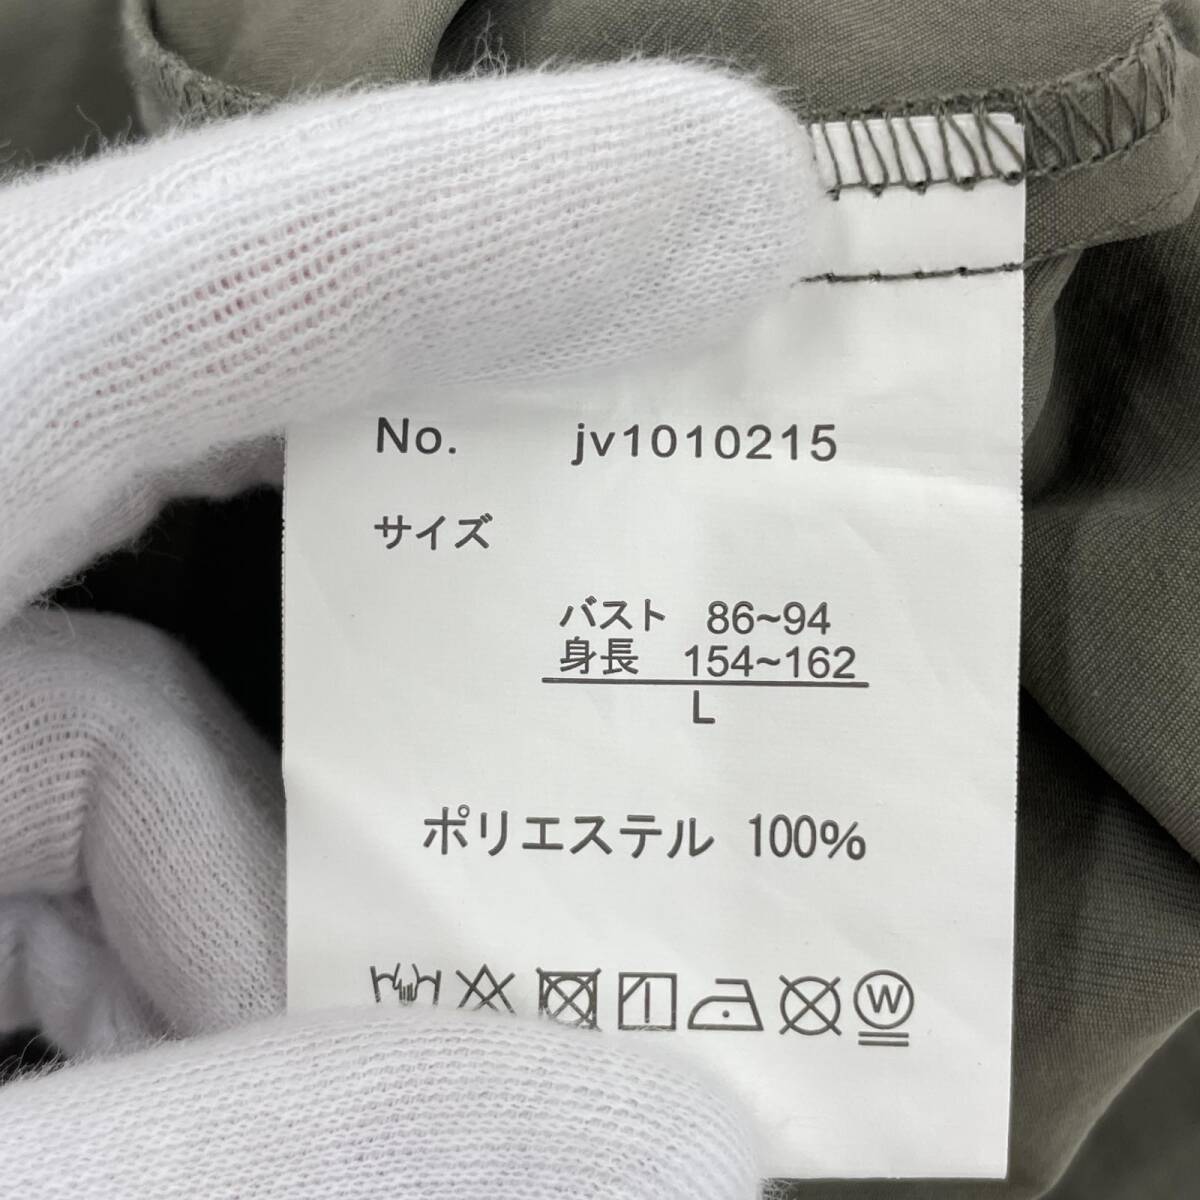 No. jv1010215
サイズ
バスト 86~94
身長 154~162
L
ポリエステル 100%
W